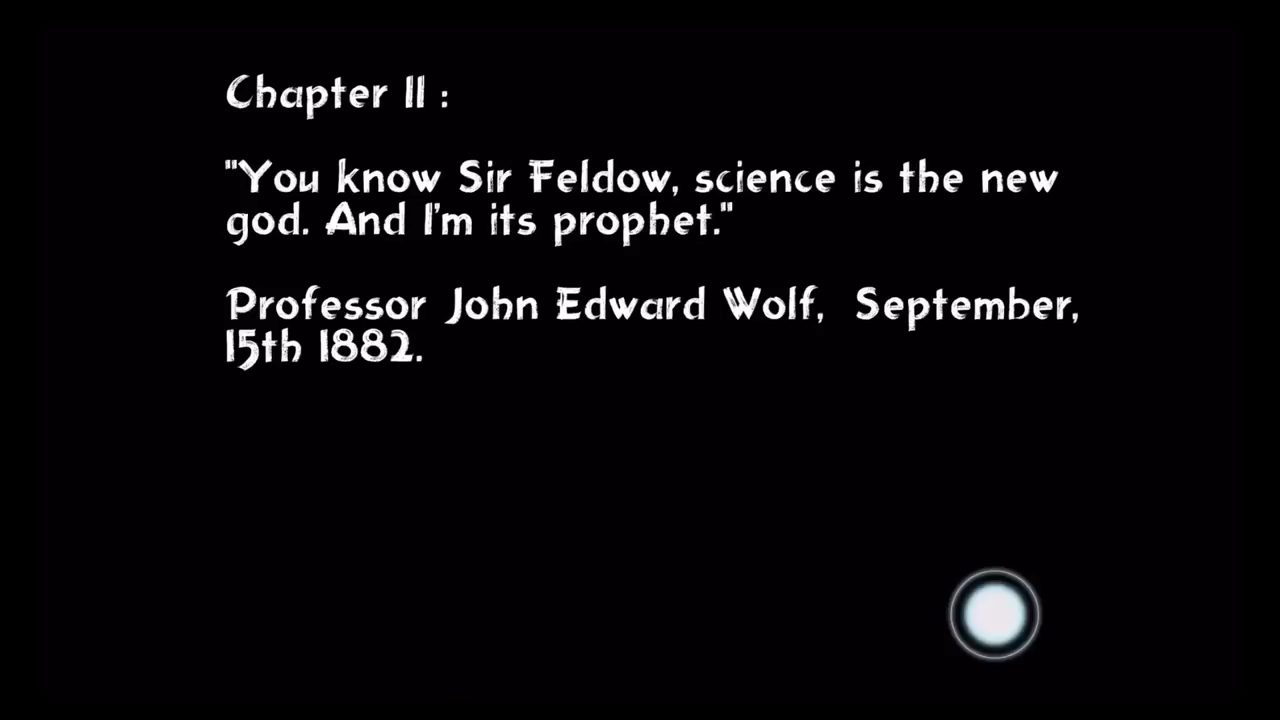 Chapter II :
"You know Sir Feldow, science is the new
god. And I'm its prophet."
Professor John Edward Wolf,  September,
15th 1882.